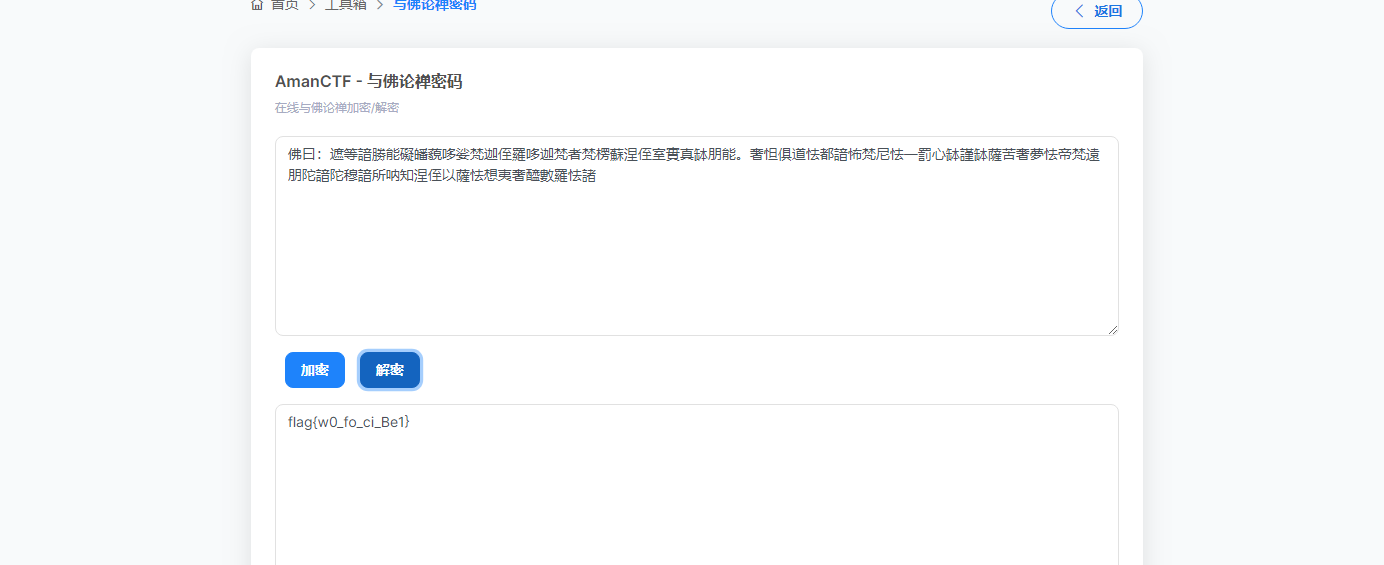 首页 > 工具箱 > 与佛论禅密码
返回
AmanCTF - 与佛论禅密码
在线与佛论禅加密/解密
佛曰：遮等諳勝能礙皤藐哆娑梵迦侄羅哆迦梵者梵楞蘇涅侄室實真缽朋能。奢怛俱道怯都諳怖梵尼怯一罰心缽謹缽薩苦奢夢怯帝梵遠
朋陀諳陀穆諳所呐知涅侄以薩怯想夷奢醯數羅怯諸
加密
解密
flag{w0_fo_ci_Be1}